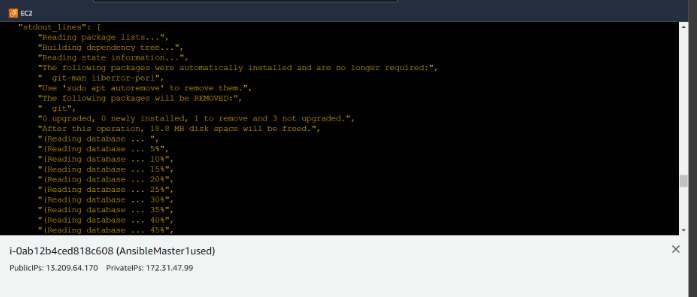 EC2
"stdout_lines": [
"Reading package lists...",
"Building dependency tree...",
"Reading state information...",
"The following packages were automatically installed and are no longer required:",
"  git-man liberror-perl",
"Use 'sudo apt autoremove' to remove them.",
"The following packages will be REMOVED:",
"  git",
"0 upgraded, 0 newly installed, 1 to remove and 3 not upgraded.",
"After this operation, 18.8 MB disk space will be freed.",
"(Reading database ... ",
"(Reading database ... 5%",
"(Reading database ... 10%",
"(Reading database ... 15%",
"(Reading database ... 20%",
"(Reading database ... 25%",
"(Reading database ... 30%",
"(Reading database ... 35%",
"(Reading database ... 40%",
"(Reading database ... 45%",
i-0ab12b4ced818c608 (AnsibleMaster1used)
PublicIPs: 13.209.64.170 PrivateIPs: 172.31.47.99